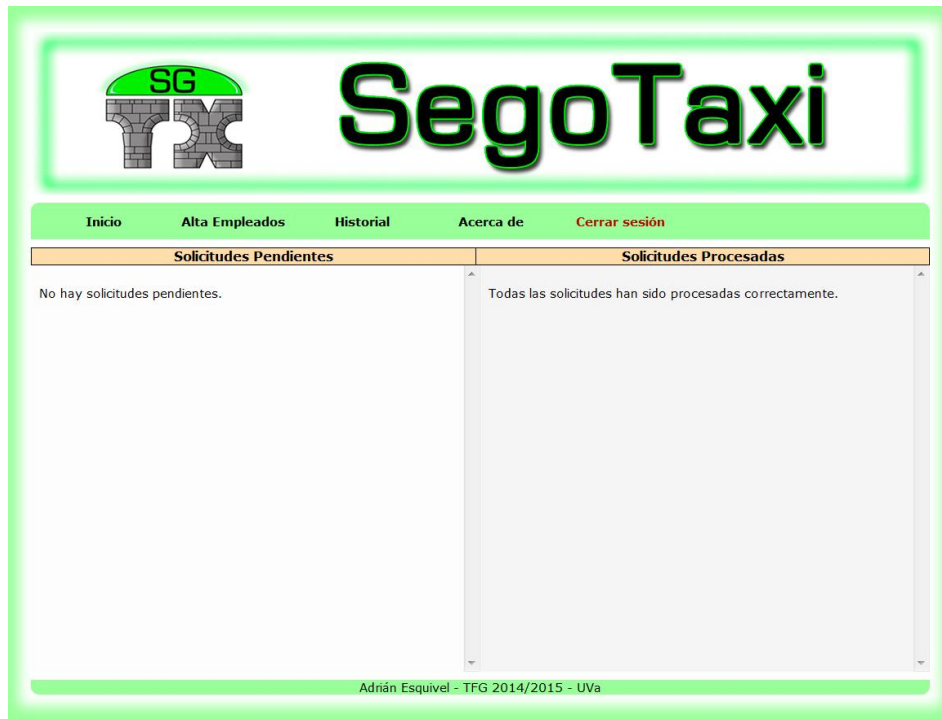 SG
TX
SegoTaxi
Inicio Alta Empleados Historial Acerca de Cerrar sesión
Solicitudes Pendientes Solicitudes Procesadas
No hay solicitudes pendientes. Todas las solicitudes han sido procesadas correctamente.
Adrián Esquivel - TFG 2014/2015 - UVa